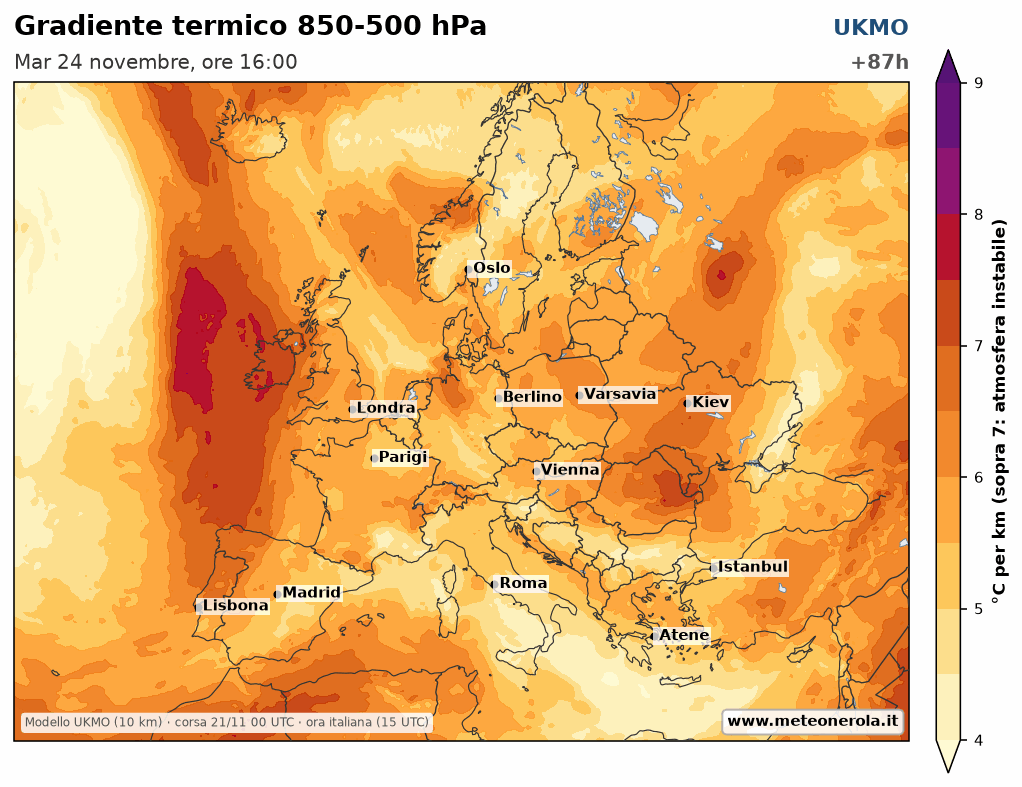 Gradiente termico 850-500 hPa
UKMO
Mar 24 novembre, ore 16:00
+87h
9
8
7
6
5
4
°C per km (sopra 7: atmosfera instabile)
Oslo
Londra
Berlino
Varsavia
Kiev
Parigi
Vienna
Istanbul
Roma
Madrid
Lisbona
Atene
Modello UKMO (10 km) · corsa 21/11 00 UTC · ora italiana (15 UTC)
www.meteonerola.it